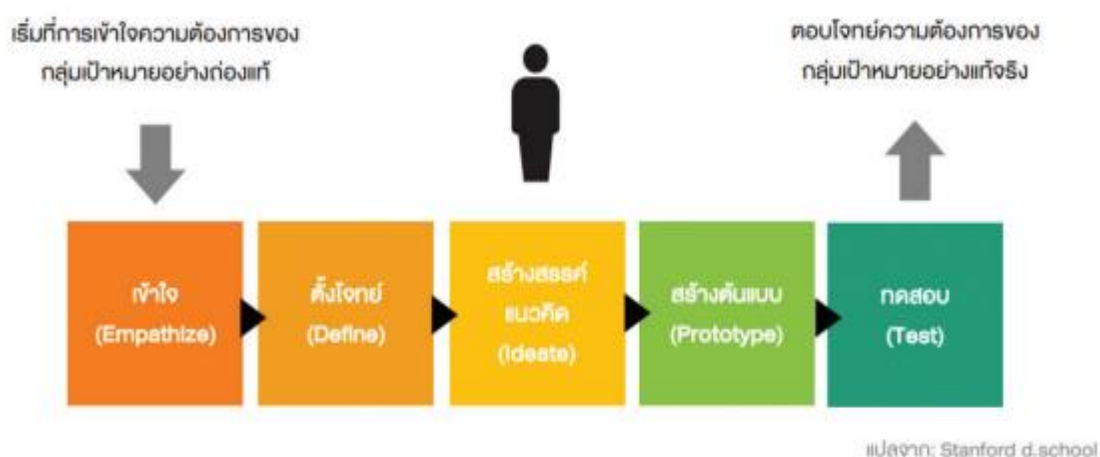 เริ่มที่การเข้าใจความต้องการของ
กลุ่มเป้าหมายอย่างถ่องแท้
ตอบโจทย์ความต้องการของ
กลุ่มเป้าหมายอย่างแท้จริง
เข้าใจ
(Empathize)
ตั้งโจทย์
(Define)
สร้างสรรค์
แนวคิด
(Ideate)
สร้างต้นแบบ
(Prototype)
ทดสอบ
(Test)
แปลจาก: Stanford d.school